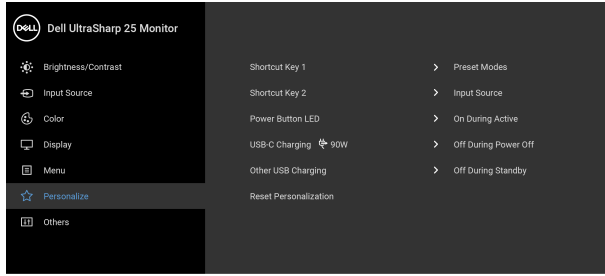 DELL Dell UltraSharp 25 Monitor
Brightness/Contrast
Input Source
Color
Display
Menu
Personalize
Others
Shortcut Key 1 > Preset Modes
Shortcut Key 2 > Input Source
Power Button LED > On During Active
USB-C Charging 90W > Off During Power Off
Other USB Charging > Off During Standby
Reset Personalization